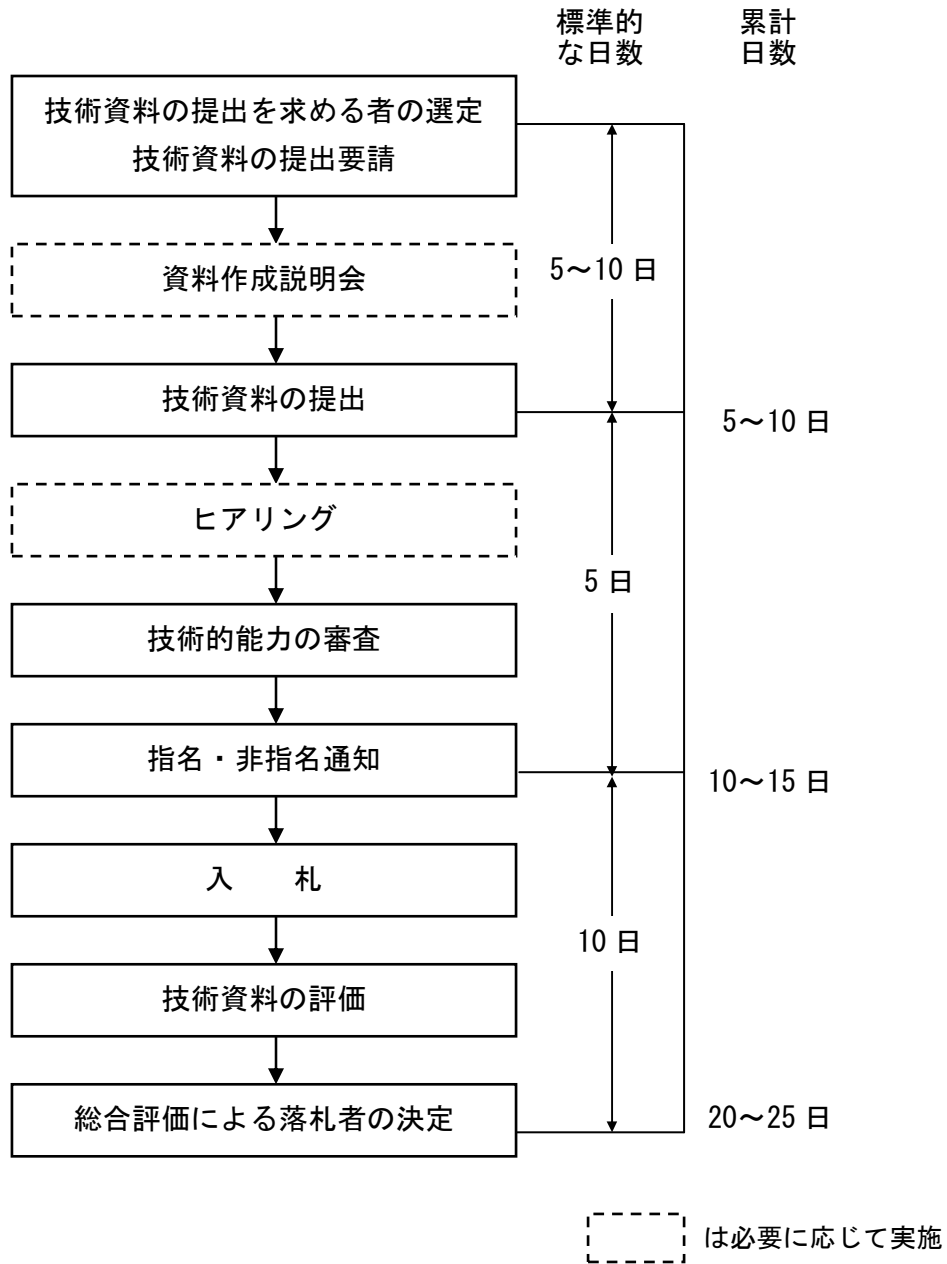 標準的
な日数
累計
日数
技術資料の提出を求める者の選定
技術資料の提出要請
資料作成説明会
5～10 日
技術資料の提出
5～10 日
ヒアリング
5 日
技術的能力の審査
指名・非指名通知
10～15 日
入　　札
10 日
技術資料の評価
総合評価による落札者の決定
20～25 日
は必要に応じて実施